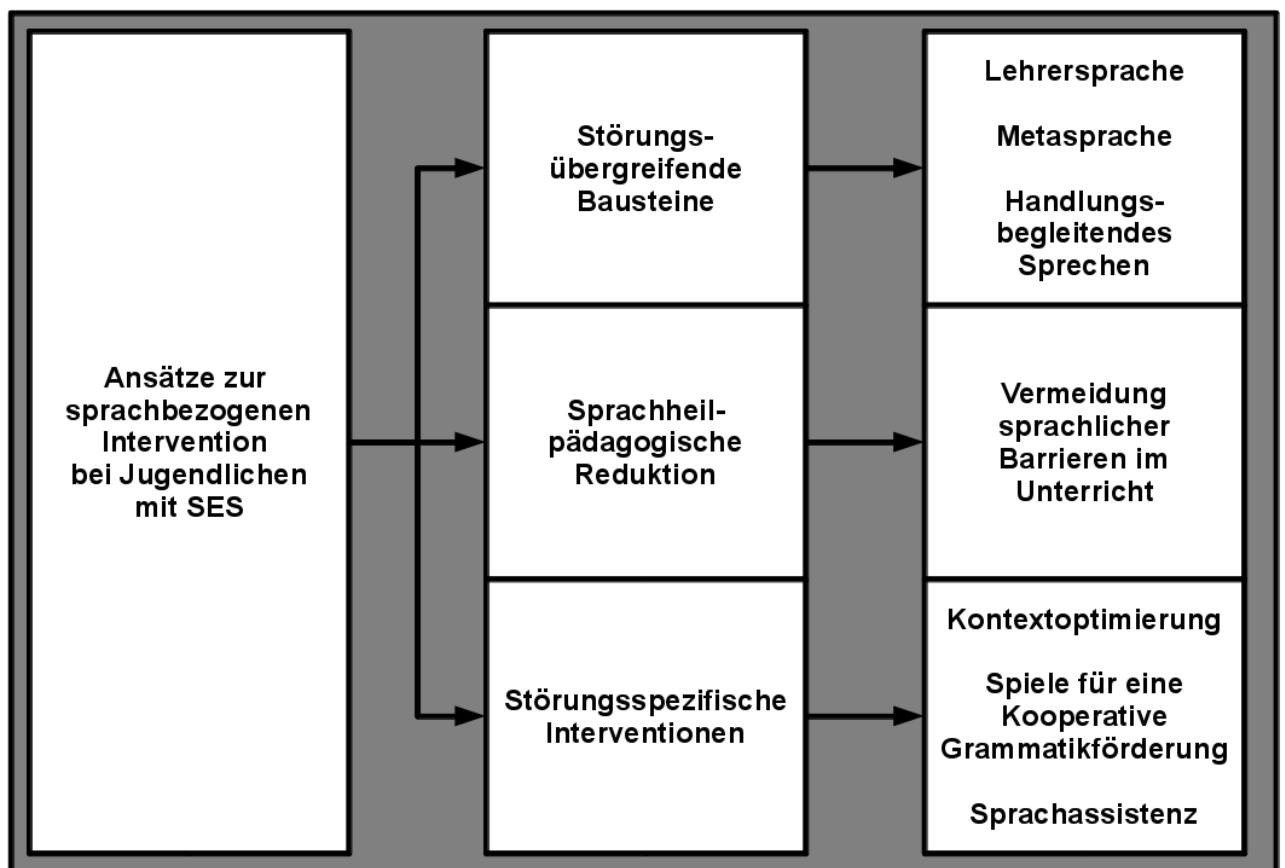 Ansätze zur
sprachbezogenen
Intervention
bei Jugendlichen
mit SES
Störungs-
übergreifende
Bausteine
Lehrersprache
Metasprache
Handlungs-
begleitendes
Sprechen
Sprachheil-
pädagogische
Reduktion
Vermeidung
sprachlicher
Barrieren im
Unterricht
Störungsspezifische
Interventionen
Kontextoptimierung
Spiele für eine
Kooperative
Grammatikförderung
Sprachassistenz